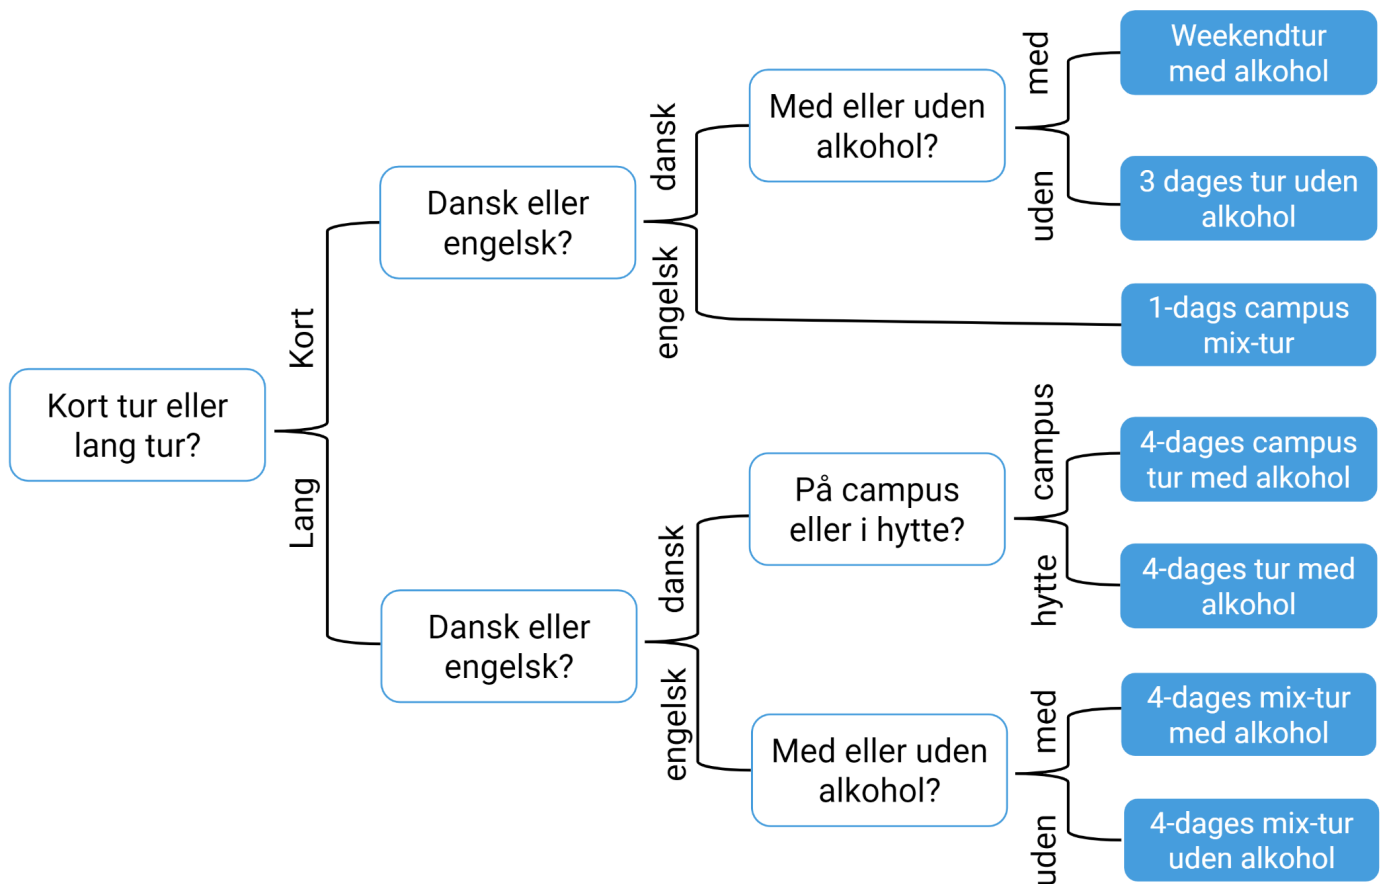 Kort tur eller
lang tur?
Kort
Lang
Dansk eller
engelsk?
dansk
engelsk
Med eller uden
alkohol?
med
uden
Weekendtur
med alkohol
3 dages tur uden
alkohol
1-dags campus
mix-tur
Dansk eller
engelsk?
dansk
engelsk
På campus
eller i hytte?
campus
hytte
4-dages campus
tur med alkohol
4-dages tur med
alkohol
Med eller uden
alkohol?
med
uden
4-dages mix-tur
med alkohol
4-dages mix-tur
uden alkohol